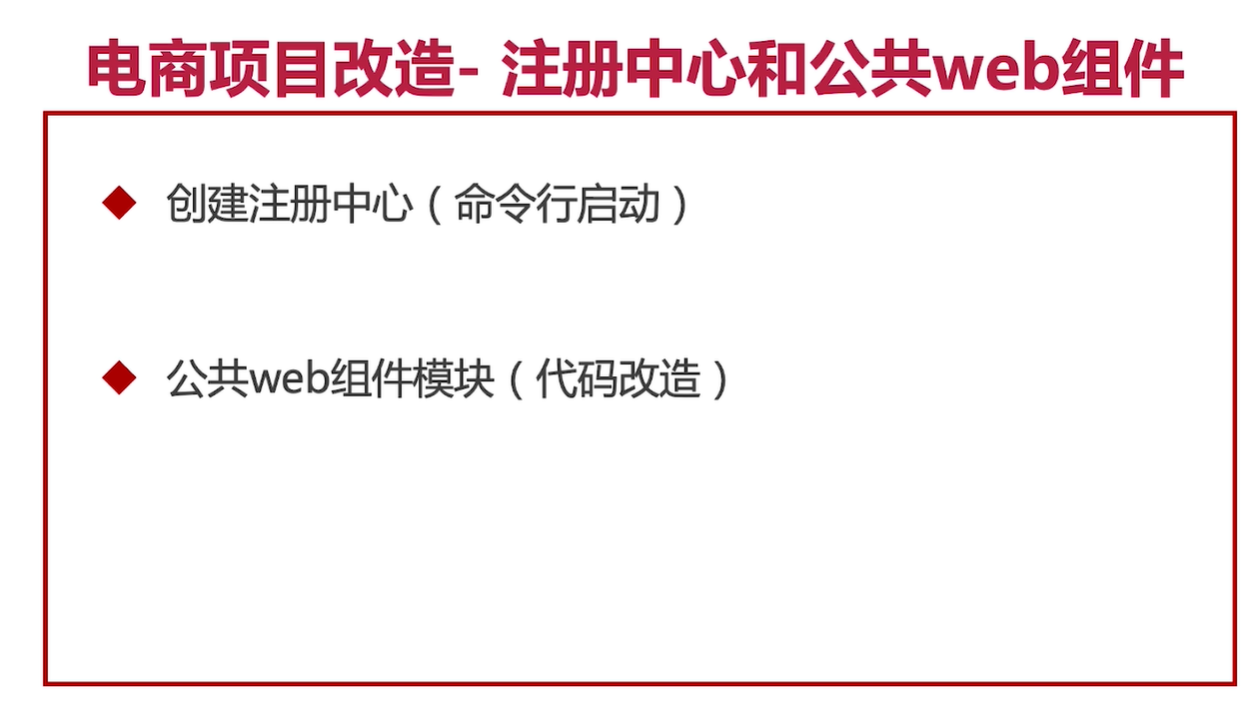 电商项目改造- 注册中心和公共web组件
创建注册中心（命令行启动）
公共web组件模块（代码改造）